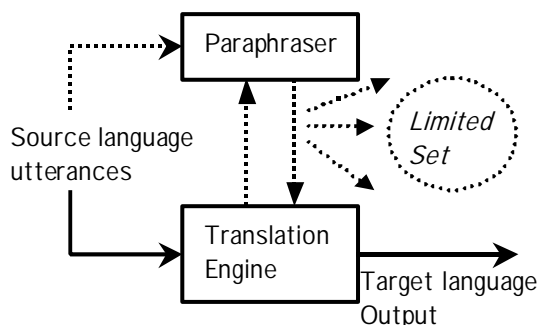 Paraphraser
Source language
utterances
Limited
Set
Translation
Engine
Target language
Output